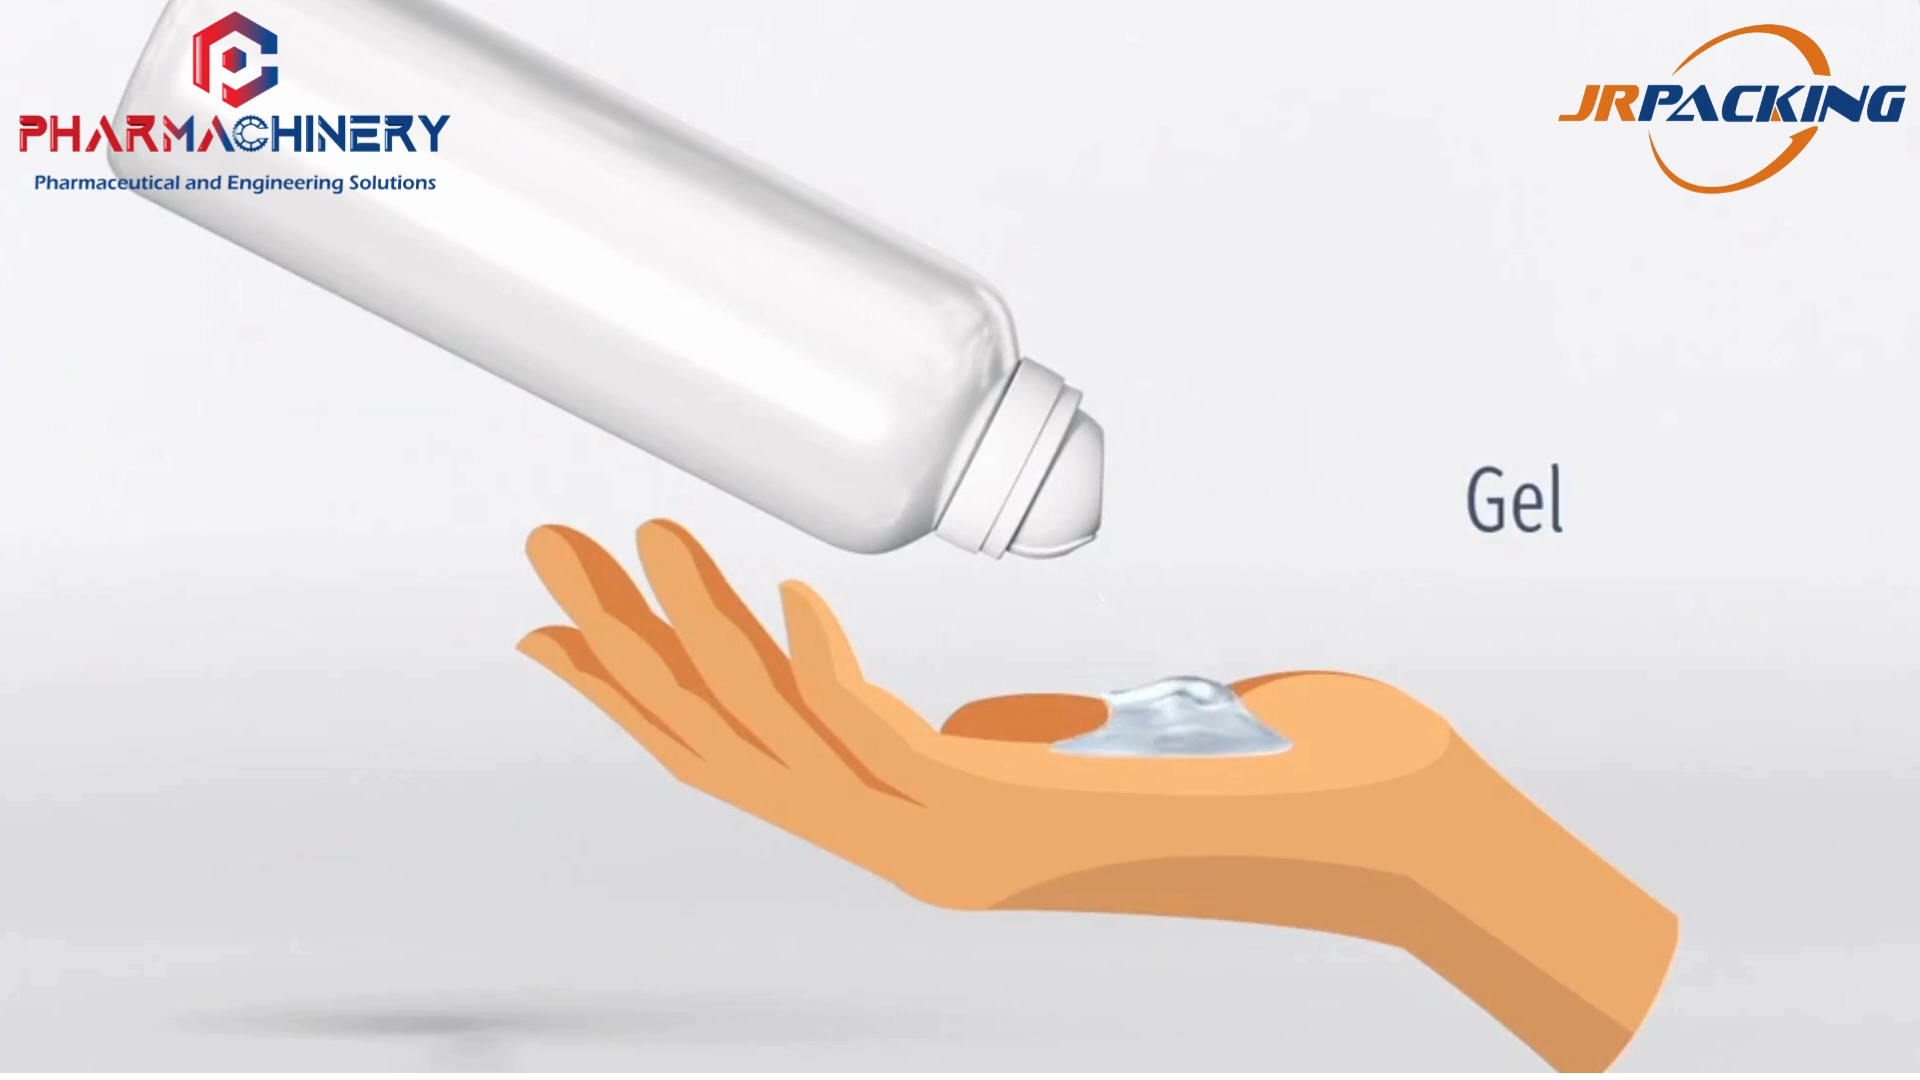 PHARMACHINERY
Pharmaceutical and Engineering Solutions
JRPACKING
Gel